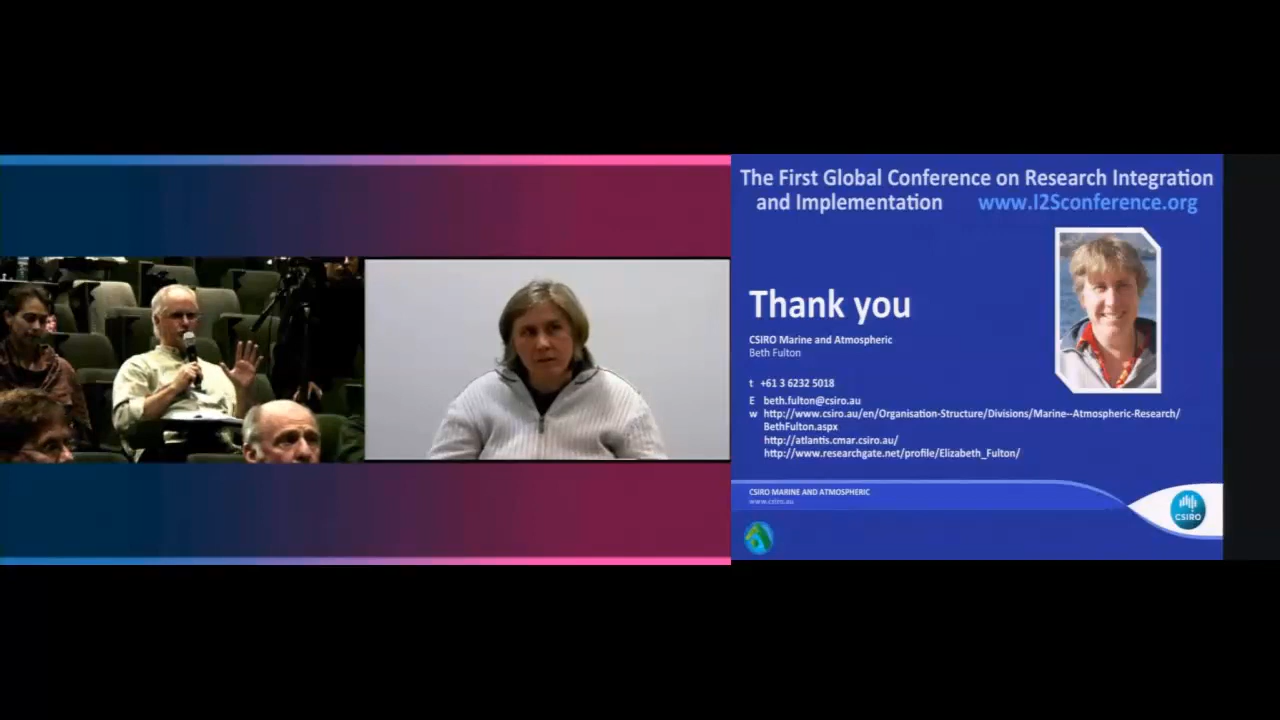 The First Global Conference on Research Integration
and Implementation www.I2Sconference.org
Thank you
CSIRO Marine and Atmospheric
Beth Fulton
t +61 3 6232 5018
E beth.fulton@csiro.au
w http://www.csiro.au/en/Organisation-Structure/Divisions/Marine--Atmospheric-Research/
BethFulton.aspx
http://atlantis.cmar.csiro.au/
http://www.researchgate.net/profile/Elizabeth_Fulton/
CSIRO MARINE AND ATMOSPHERIC
www.csiro.au
CSIRO